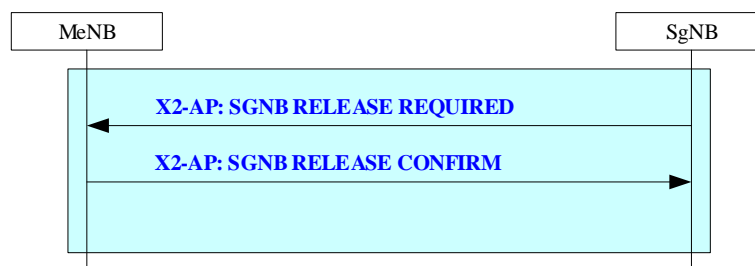 MeNB
SgNB
X2-AP: SGNB RELEASE REQUIRED
X2-AP: SGNB RELEASE CONFIRM